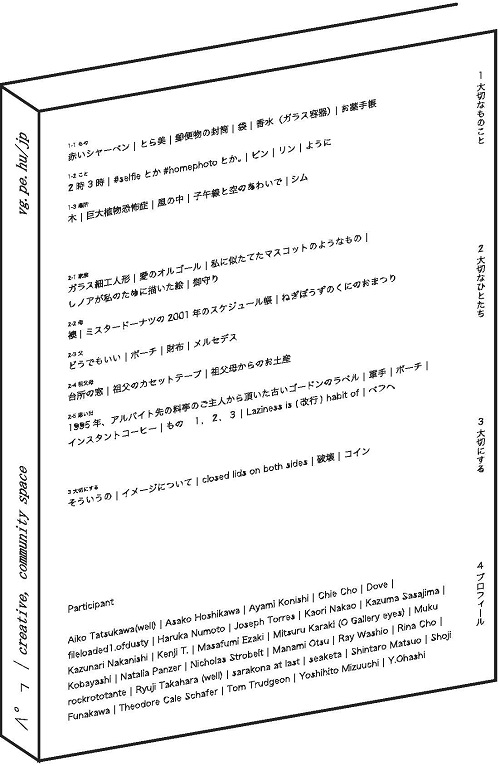 1-1 もの
赤いシャーペン | とら美 | 郵便物の封筒 | 袋 | 香水（ガラス容器）| お薬手帳
1-2 こと
2 時 3 時 | #selfie とか #homephoto とか。| ピン | リン | ように
1-3 場所
木 | 巨大植物恐怖症 | 風の中 | 子午線と空のあわいで | シム
2-1 家族
ガラス細工人形 | 愛のオルゴール | 私に似たてたマスコットのようなもの |
レノアが私のために描いた絵 | 御守り
2-2 母
襖 | ミスタードーナツの 2001 年のスケジュール帳 | ねぎぼうずのくにのおまつり
2-3 父
どうでもいい | ポーチ | 財布 | メルセデス
2-4 祖父母
台所の窓 | 祖父のカセットテープ | 祖父母からのお土産
2-5 思い出
1995 年、アルバイト先の料亭のご主人から頂いた古いゴードンのラベル | 軍手 | ポーチ |
インスタントコーヒー | もの　1， 2， 3 | Laziness is ( 改行 ) habit of | べフへ
3 大切にする
そういうの | イメージについて | closed lids on both sides | 破壊 | コイン
Participant
Aiko Tatsukawa(well) | Asako Hoshikawa | Ayami Konishi | Chie Cho | Dove |
fileloaded1.ofdusty | Haruka Numoto | Joseph Torres | Kaori Nakao | Kazuma Sasajima |
Kazunari Nakanishi | Kenji T. | Masafumi Ezaki | Mitsuru Karaki (O Gallery eyes) | Muku
Kobayashi | Natalia Panzer | Nicholas Strobelt | Manami Otsu | Ray Washio | Rina Cho |
rockrototante | Ryuji Takahara (well) | sarakona at last | seaketa | Shintaro Matsuo | Shoji
Funakawa | Theodore Cale Schafer | Tom Trudgeon | Yoshihito Mizuuchi | Y.Ohashi
1 大切なものこと
2 大切なひとたち
3 大切にする
4 プロフィール
vg.pe.hu/jp
/ creative, community space